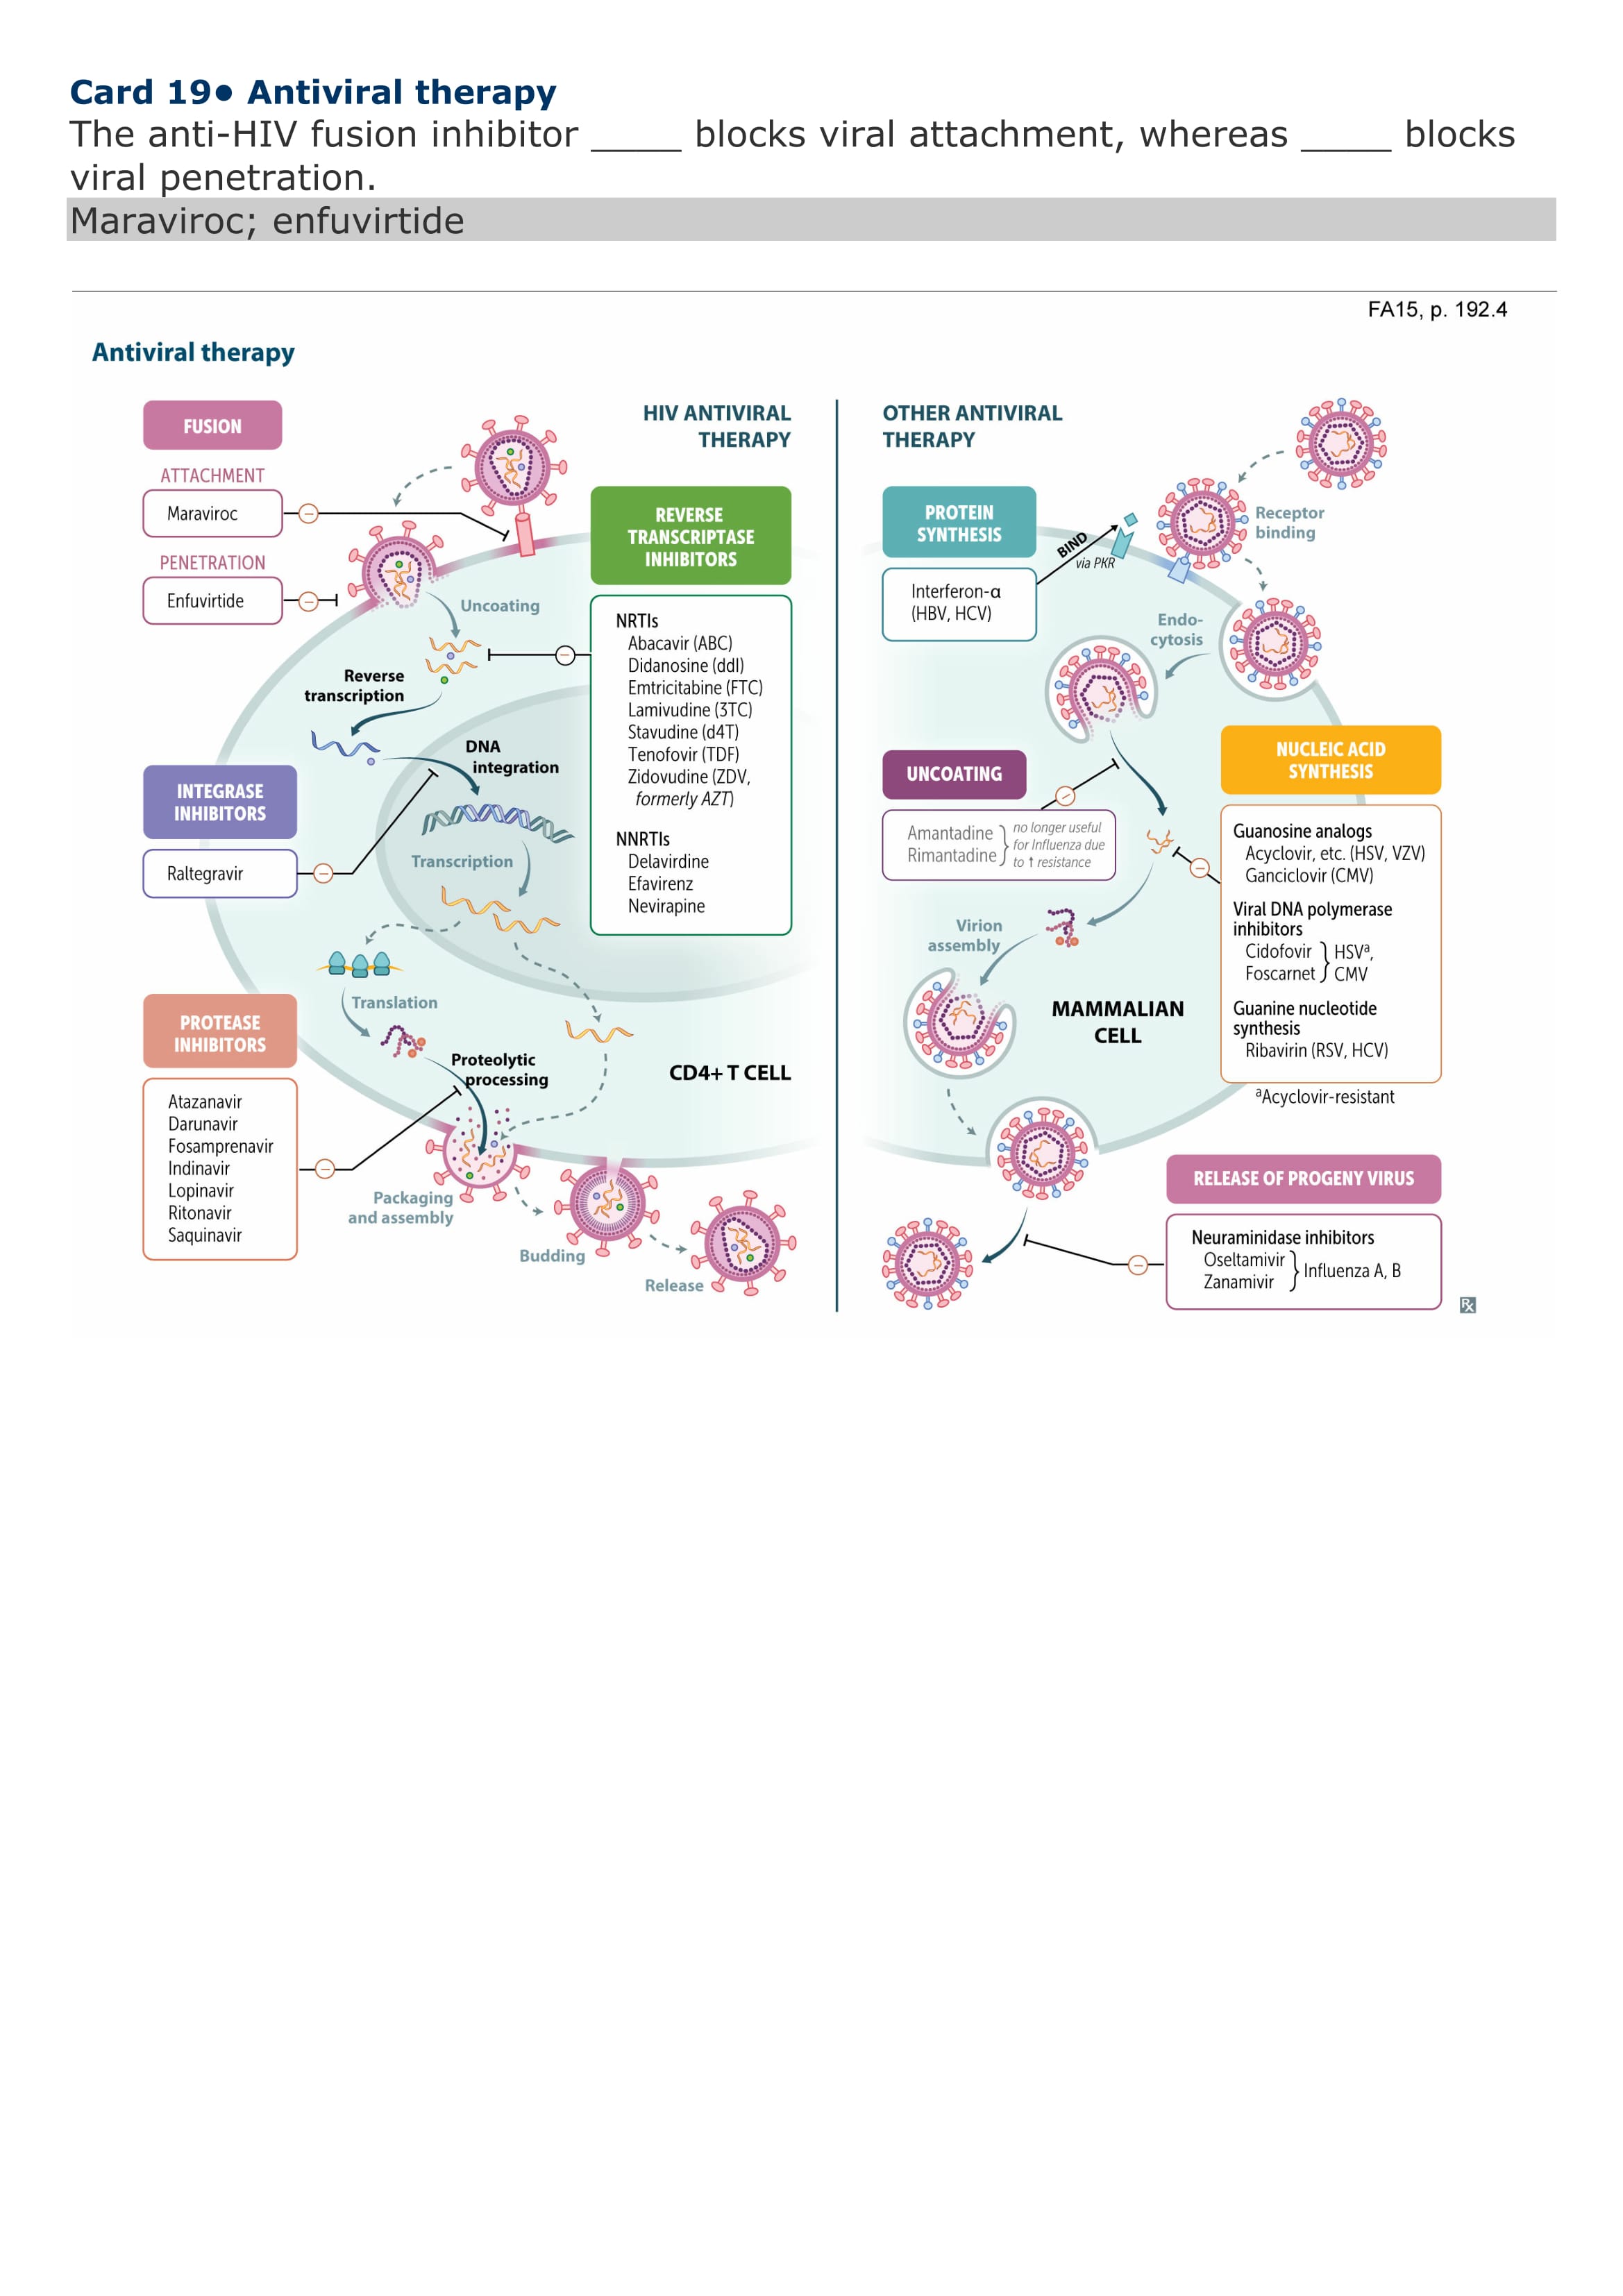 Card 19• Antiviral therapy
The anti-HIV fusion inhibitor _____ blocks viral attachment, whereas _____ blocks
viral penetration.
Maraviroc; enfuvirtide
FA15, p. 192.4
Antiviral therapy
FUSION
ATTACHMENT
Maraviroc
PENETRATION
Enfuvirtide
HIV ANTIVIRAL
THERAPY
REVERSE
TRANSCRIPTASE
INHIBITORS
NRTIs
Abacavir (ABC)
Didanosine (ddI)
Emtricitabine (FTC)
Lamivudine (3TC)
Stavudine (d4T)
Tenofovir (TDF)
Zidovudine (ZDV,
formerly AZT)
NNRTIs
Delavirdine
Efavirenz
Nevirapine
Uncoating
Reverse
transcription
DNA
integration
INTEGRASE
INHIBITORS
Raltegravir
Transcription
Translation
PROTEASE
INHIBITORS
Atazanavir
Darunavir
Fosamprenavir
Indinavir
Lopinavir
Ritonavir
Saquinavir
Proteolytic
processing
CD4+ T CELL
Packaging
and assembly
Budding
Release
OTHER ANTIVIRAL
THERAPY
PROTEIN
SYNTHESIS
Interferon-α
(HBV, HCV)
BIND
via PKR
Receptor
binding
Endo-
cytosis
UNCOATING
Amantadine
Rimantadine
no longer useful
for Influenza due
to ↑ resistance
NUCLEIC ACID
SYNTHESIS
Guanosine analogs
Acyclovir, etc. (HSV, VZV)
Ganciclovir (CMV)
Viral DNA polymerase
inhibitors
Cidofovir } HSVᵃ,
Foscarnet } CMV
Guanine nucleotide
synthesis
Ribavirin (RSV, HCV)
ᵃAcyclovir-resistant
Virion
assembly
MAMMALIAN
CELL
RELEASE OF PROGENY VIRUS
Neuraminidase inhibitors
Oseltamivir
Zanamivir
Influenza A, B
Rx